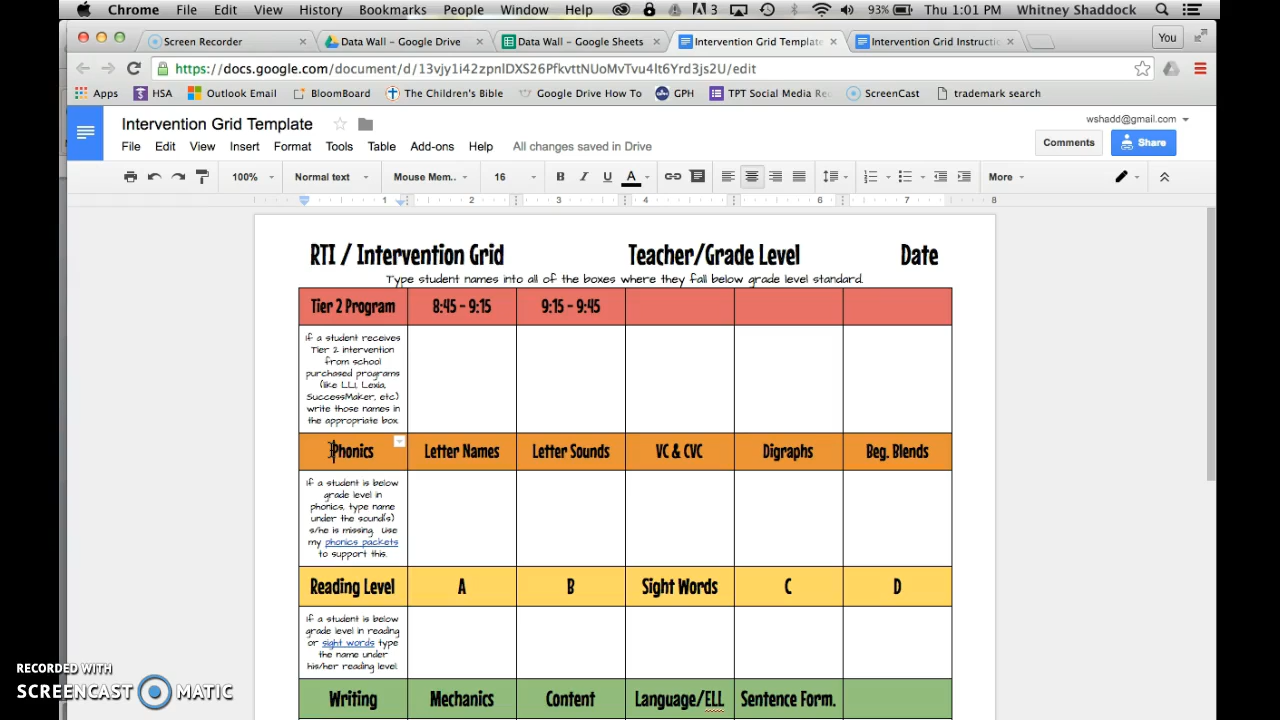 Chrome File Edit View History Bookmarks People Window Help 3 93% Thu 1:01 PM Whitney Shaddock
Screen Recorder Data Wall – Google Drive Data Wall – Google Sheets Intervention Grid Template Intervention Grid Instructi You
https://docs.google.com/document/d/13vjy1i42zpnlDXS26PfkvttNUoMvTvu4lt6Yrd3js2U/edit
Apps HSA Outlook Email BloomBoard The Children's Bible Google Drive How To GPH TPT Social Media Re ScreenCast trademark search
Intervention Grid Template
wshadd@gmail.com
File Edit View Insert Format Tools Table Add-ons Help All changes saved in Drive
Comments Share
100% Normal text Mouse Mem... 16 B I U A More
1 2 3 4 6 7 8
RTI / Intervention Grid Teacher/Grade Level Date
Type student names into all of the boxes where they fall below grade level standard.
Tier 2 Program 8:45 – 9:15 9:15 – 9:45
If a student receives
Tier 2 intervention
from school
purchased programs
(like LLI, Lexia,
SuccessMaker, etc)
write those names in
the appropriate box.
Phonics Letter Names Letter Sounds VC & CVC Digraphs Beg. Blends
If a student is below
grade level in
phonics, type name
under the sound(s)
s/he is missing. Use
my phonics packets
to support this.
Reading Level A B Sight Words C D
If a student is below
grade level in reading
or sight words type
the name under
his/her reading level.
Writing Mechanics Content Language/ELL Sentence Form.
RECORDED WITH
SCREENCAST MATIC